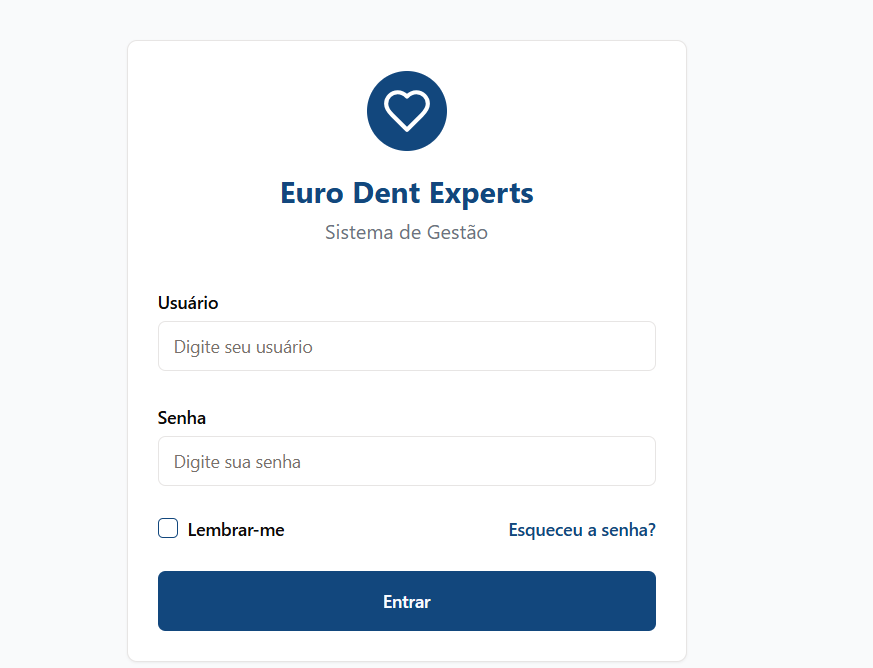 Euro Dent Experts
Sistema de Gestão
Usuário
Digite seu usuário
Senha
Digite sua senha
Lembrar-me Esqueceu a senha?
Entrar